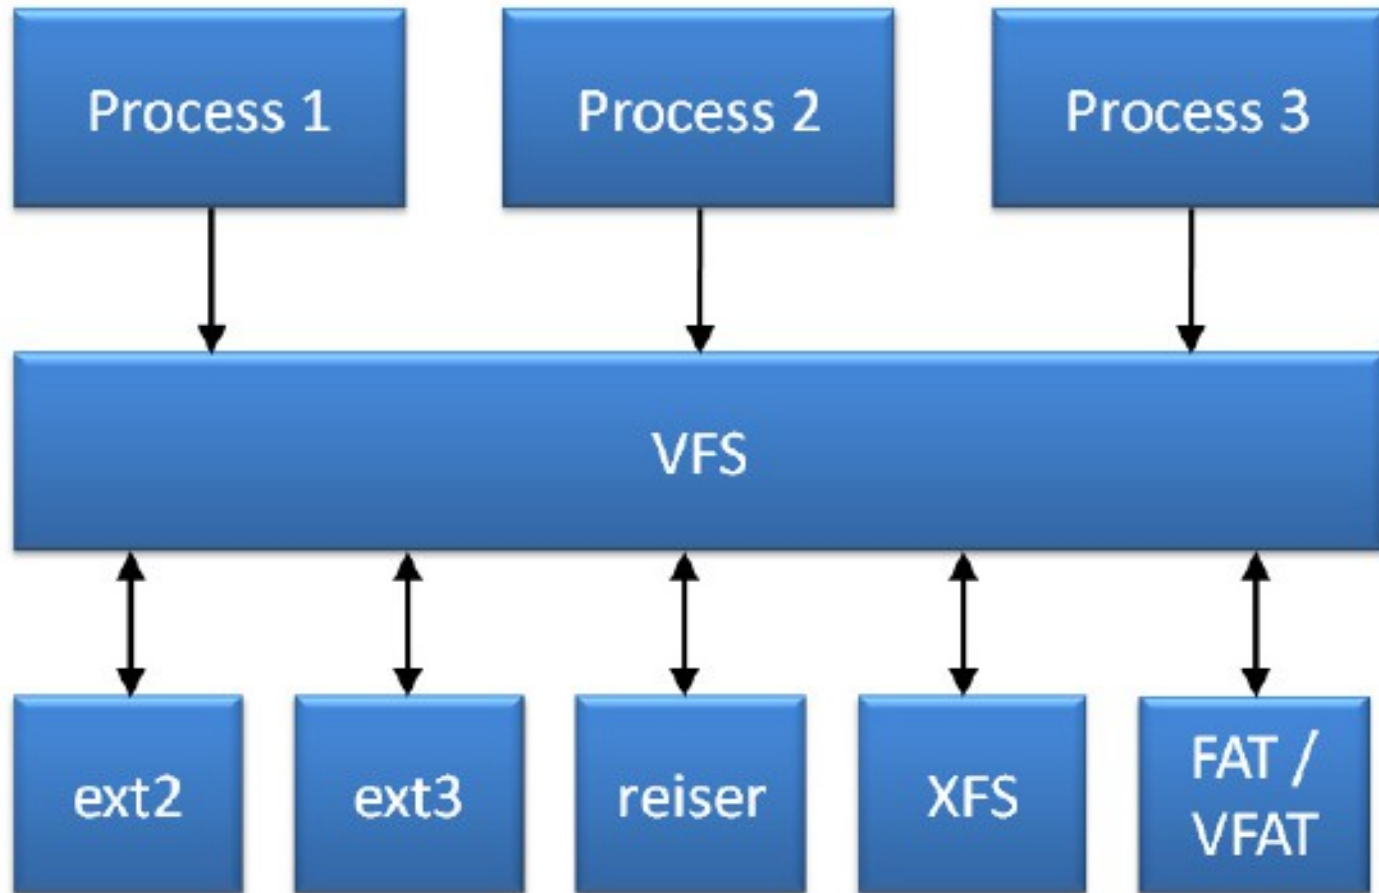 Process 1
Process 2
Process 3
VFS
ext2
ext3
reiser
XFS
FAT /
VFAT